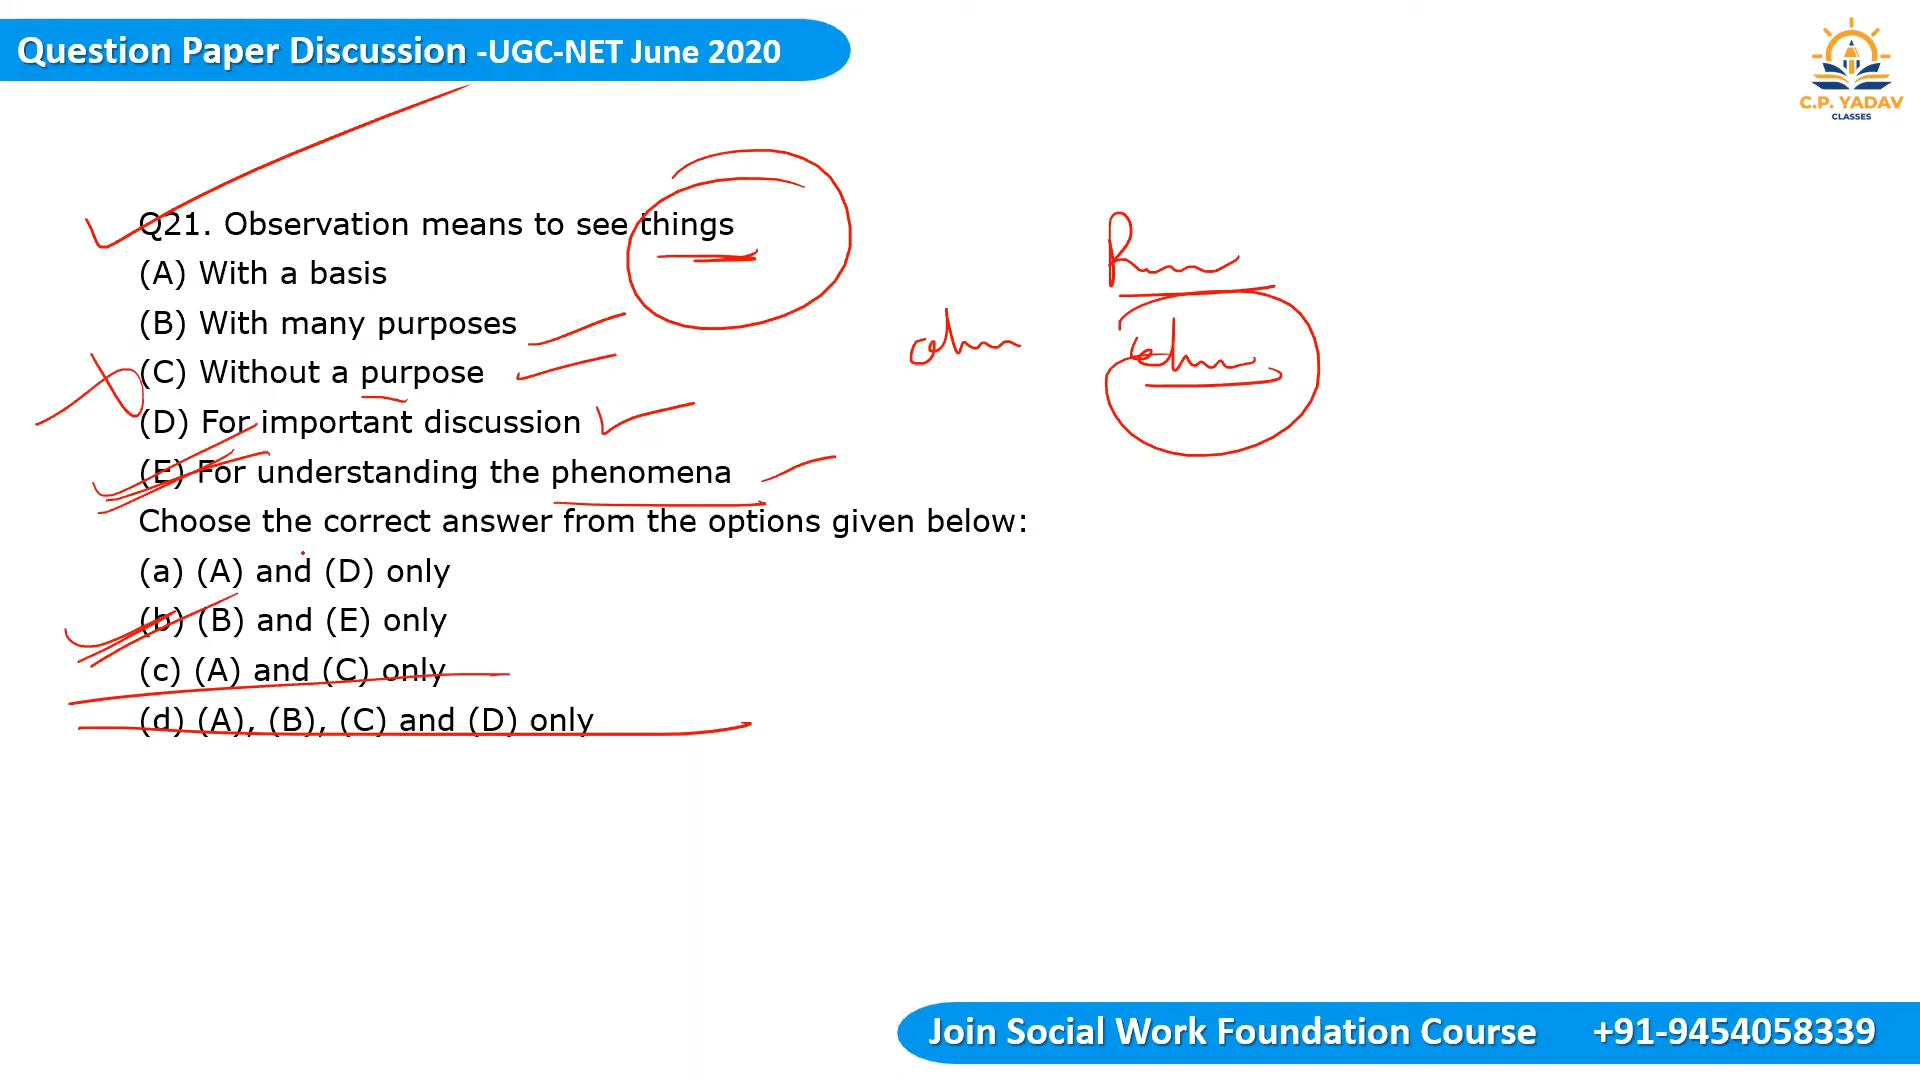 Question Paper Discussion -UGC-NET June 2020
C.P. YADAV
CLASSES
Q21. Observation means to see things
(A) With a basis
(B) With many purposes
(C) Without a purpose
(D) For important discussion
(E) For understanding the phenomena
Choose the correct answer from the options given below:
(a) (A) and (D) only
(b) (B) and (E) only
(c) (A) and (C) only
(d) (A), (B), (C) and (D) only
Join Social Work Foundation Course +91-9454058339